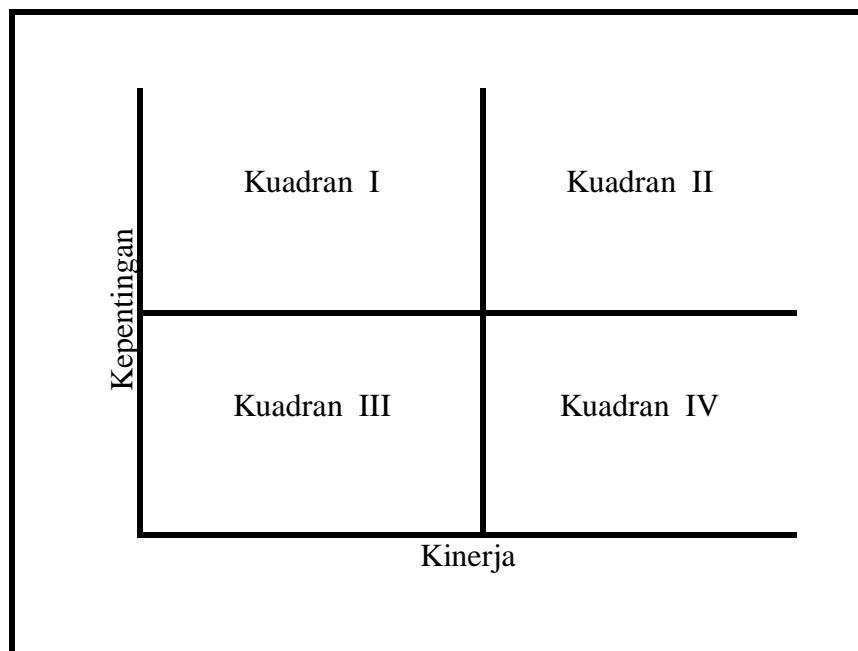 Kuadran I
Kuadran II
Kepentingan
Kuadran III
Kuadran IV
Kinerja